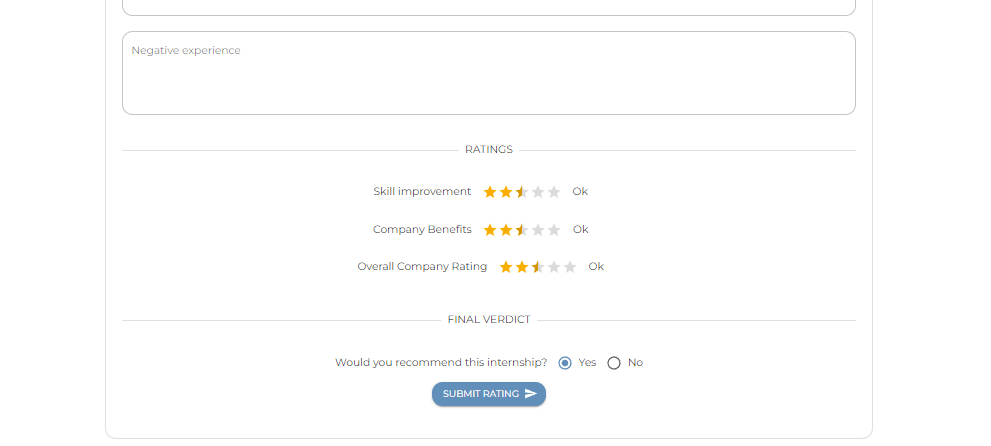 Negative experience
RATINGS
Skill improvement Ok
Company Benefits Ok
Overall Company Rating Ok
FINAL VERDICT
Would you recommend this internship? Yes No
SUBMIT RATING